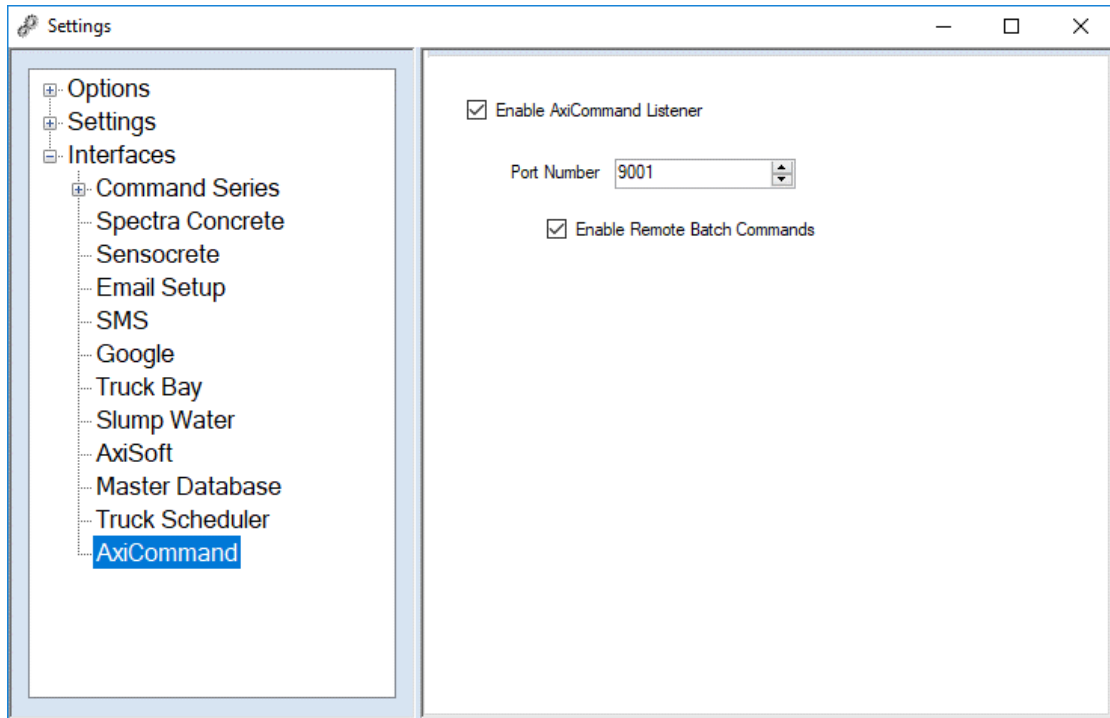 Settings
Options
Settings
Interfaces
Command Series
Spectra Concrete
Sensocrete
Email Setup
SMS
Google
Truck Bay
Slump Water
AxiSoft
Master Database
Truck Scheduler
AxiCommand
Enable AxiCommand Listener
Port Number 9001
Enable Remote Batch Commands